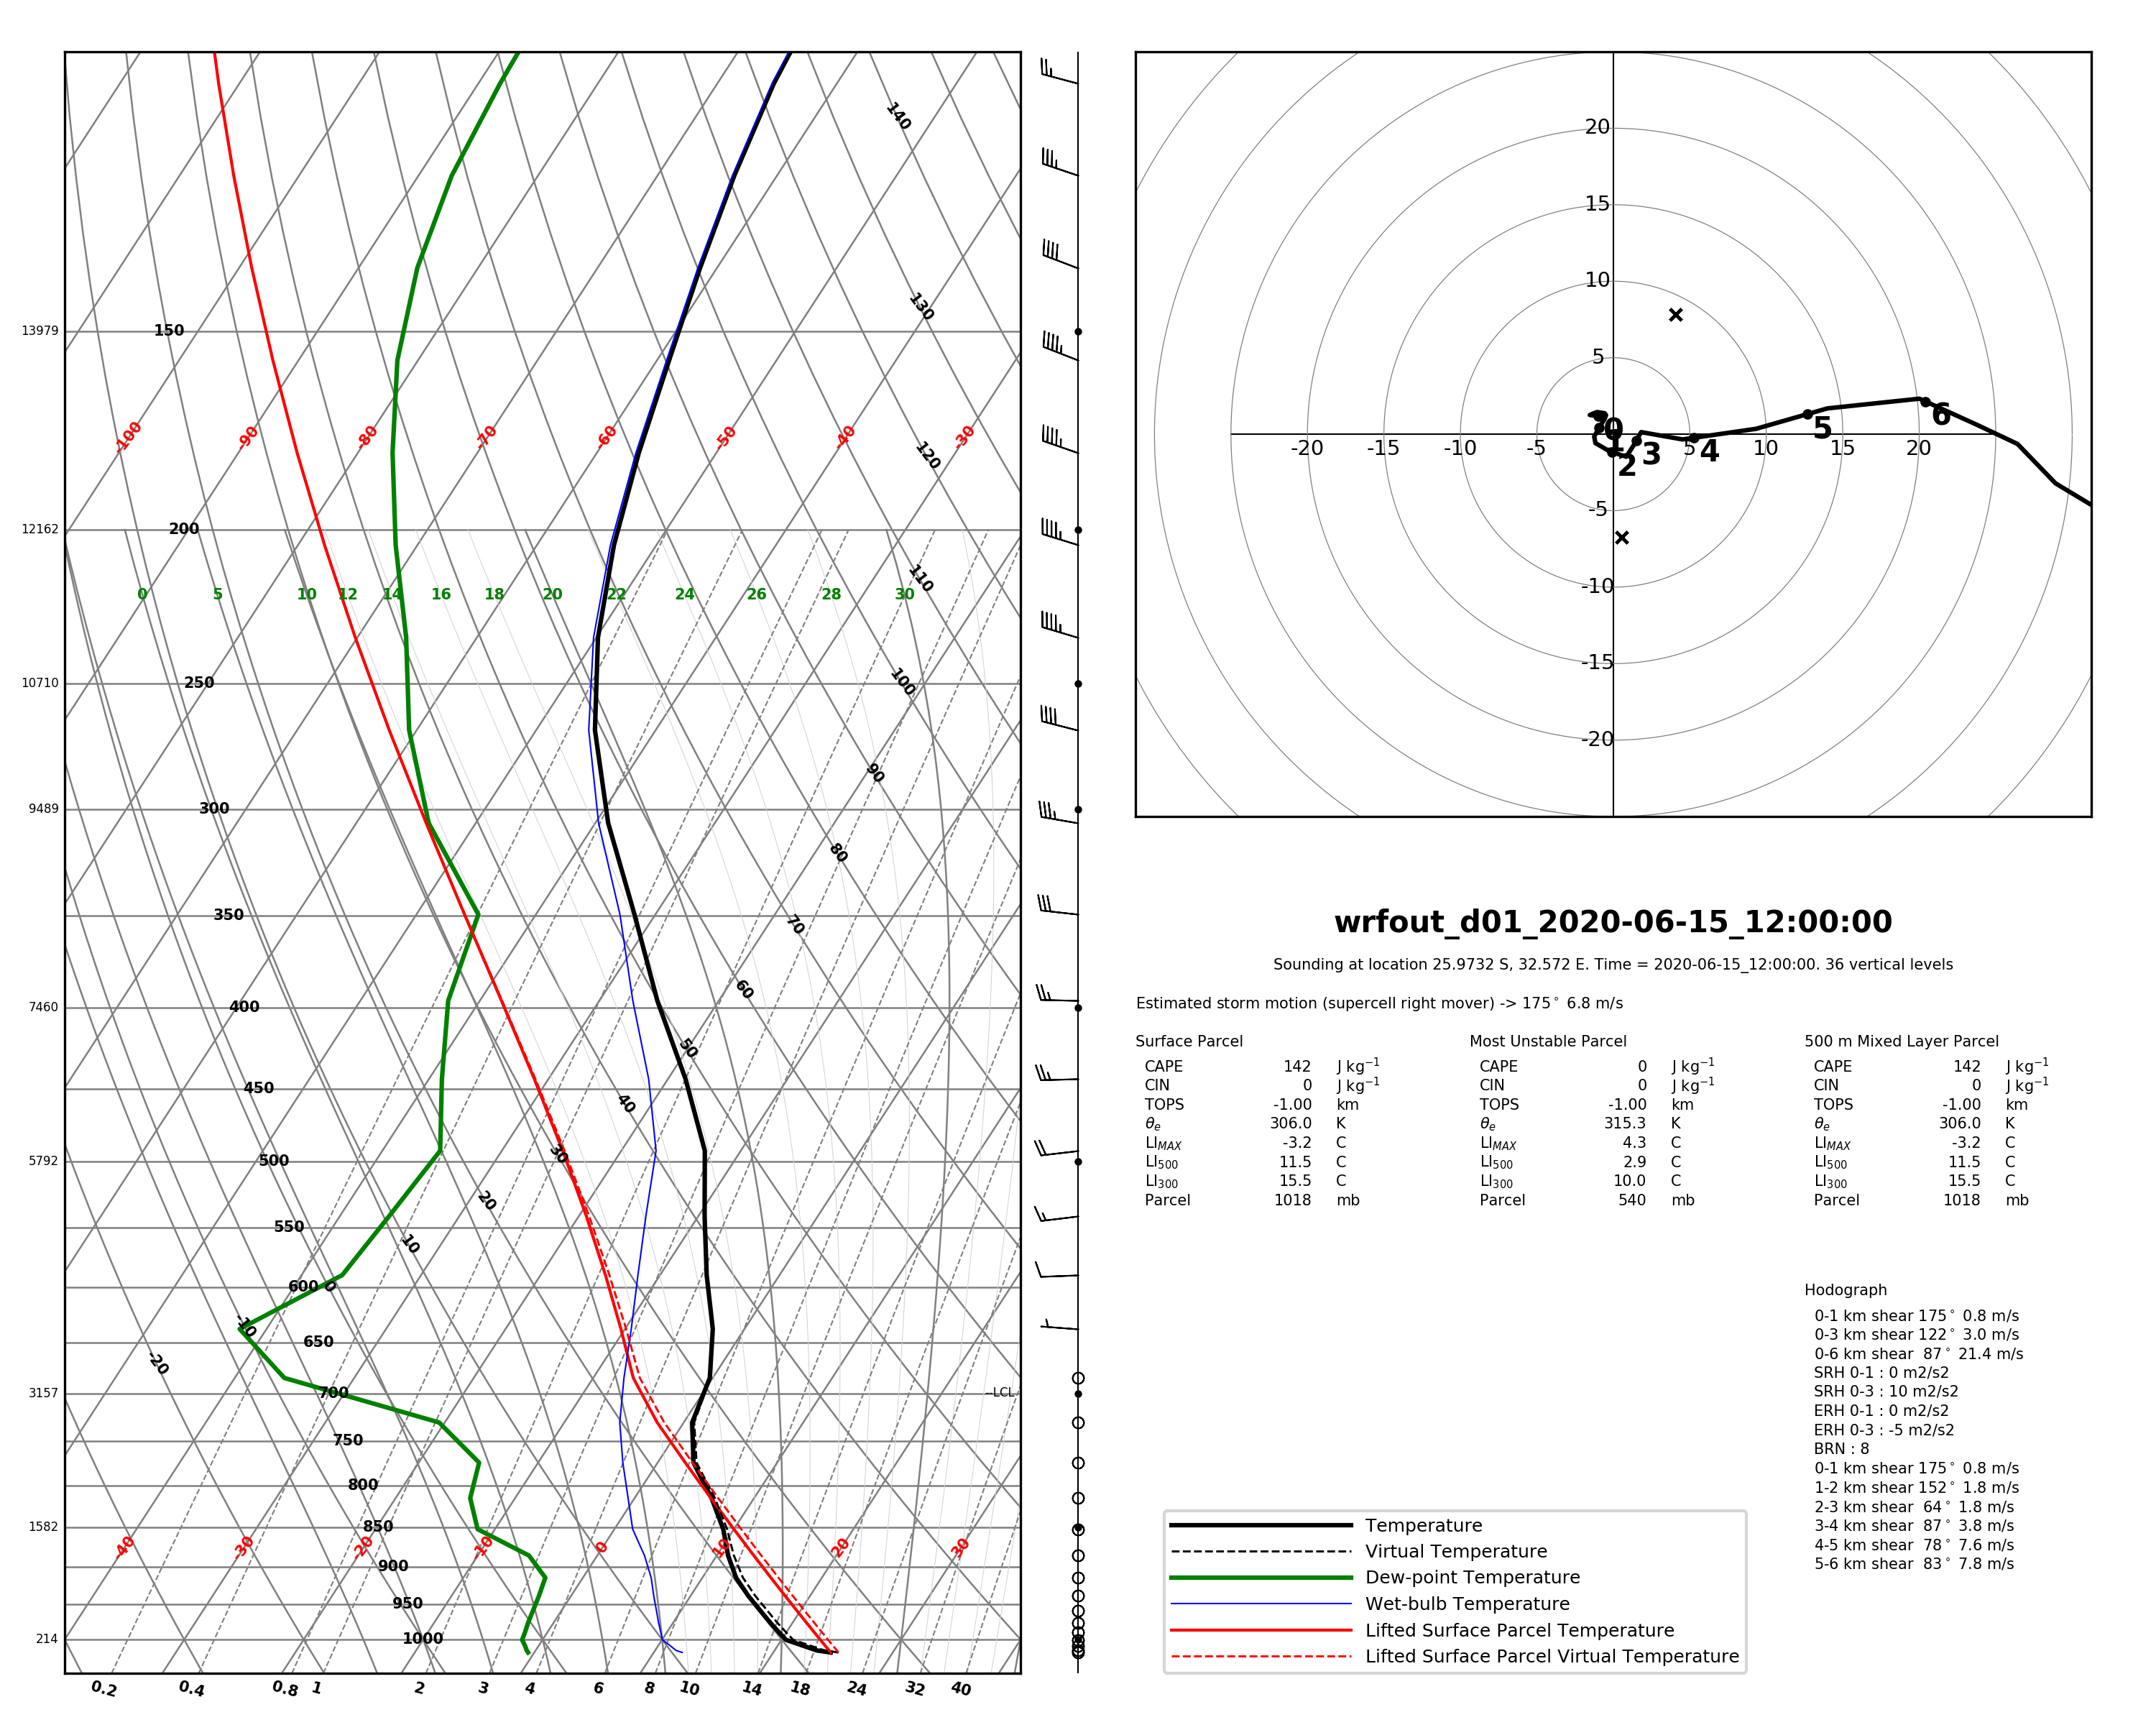 140
130
120
110
100
90
80
70
60
50
40
30
20
10
0
-10
-20
13979 150
-100 -90 -80 -70 -60 -50 -40 -30
12162 200
0 5 10 12 14 16 18 20 22 24 26 28 30
10710 250
9489 300
350
7460 400
450
5792 500
550
600
650
3157 700 --LCL
750
800
1582 850
-40 -30 -20 -10 0 10 20 30
900
950
214 1000
0.2 0.4 0.8 1 2 3 4 6 8 10 14 18 24 32 40
20
15
10
5
-20 -15 -10 -5 5 10 15 20
-5
-10
-15
-20
0 1 2 3 4 5 6
wrfout_d01_2020-06-15_12:00:00
Sounding at location 25.9732 S, 32.572 E. Time = 2020-06-15_12:00:00. 36 vertical levels
Estimated storm motion (supercell right mover) -> 175° 6.8 m/s
Surface Parcel
CAPE 142 J kg⁻¹
CIN 0 J kg⁻¹
TOPS -1.00 km
θₑ 306.0 K
LI_MAX -3.2 C
LI₅₀₀ 11.5 C
LI₃₀₀ 15.5 C
Parcel 1018 mb
Most Unstable Parcel
CAPE 0 J kg⁻¹
CIN 0 J kg⁻¹
TOPS -1.00 km
θₑ 315.3 K
LI_MAX 4.3 C
LI₅₀₀ 2.9 C
LI₃₀₀ 10.0 C
Parcel 540 mb
500 m Mixed Layer Parcel
CAPE 142 J kg⁻¹
CIN 0 J kg⁻¹
TOPS -1.00 km
θₑ 306.0 K
LI_MAX -3.2 C
LI₅₀₀ 11.5 C
LI₃₀₀ 15.5 C
Parcel 1018 mb
Hodograph
0-1 km shear 175° 0.8 m/s
0-3 km shear 122° 3.0 m/s
0-6 km shear 87° 21.4 m/s
SRH 0-1 : 0 m2/s2
SRH 0-3 : 10 m2/s2
ERH 0-1 : 0 m2/s2
ERH 0-3 : -5 m2/s2
BRN : 8
0-1 km shear 175° 0.8 m/s
1-2 km shear 152° 1.8 m/s
2-3 km shear 64° 1.8 m/s
3-4 km shear 87° 3.8 m/s
4-5 km shear 78° 7.6 m/s
5-6 km shear 83° 7.8 m/s
Temperature
Virtual Temperature
Dew-point Temperature
Wet-bulb Temperature
Lifted Surface Parcel Temperature
Lifted Surface Parcel Virtual Temperature